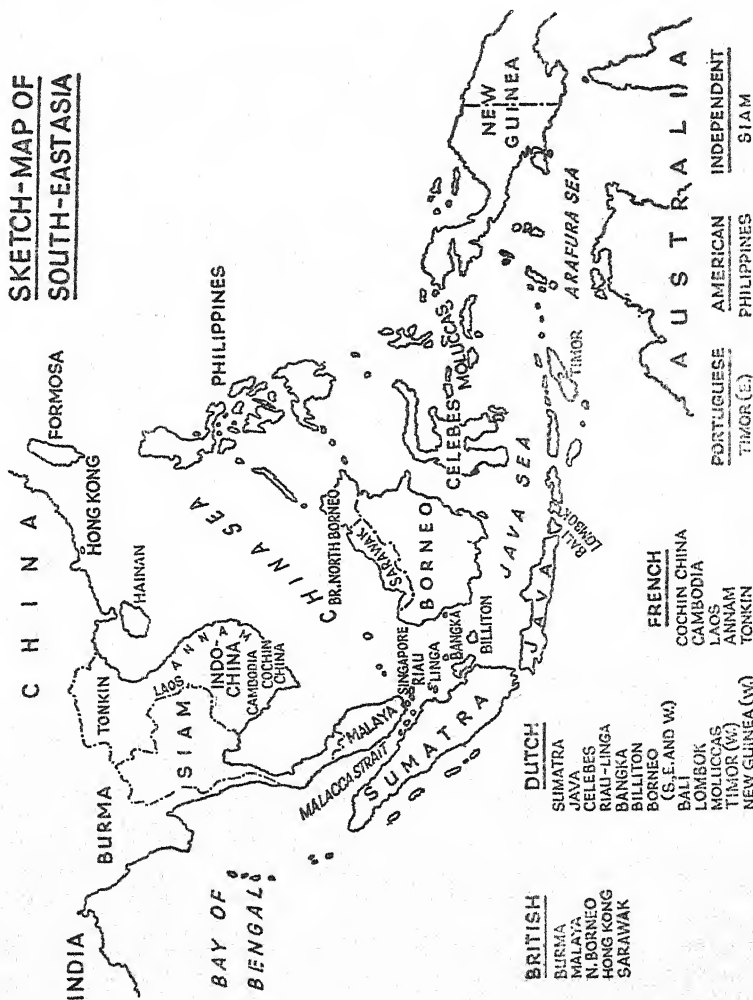 SKETCH-MAP OF
SOUTH-EAST ASIA
CHINA
INDIA
BURMA
TONKIN
HAINAN
HONG KONG
FORMOSA
LAOS
ANNAM
SIAM
INDO-
CHINA
CAMBODIA
COCHIN
CHINA
CHINA SEA
PHILIPPINES
BAY OF
BENGAL
MALAYA
MALACCA STRAIT
SINGAPORE
RIAU
LINGA
BANGKA
BILLITON
SUMATRA
BR. NORTH BORNEO
SARAWAK
BORNEO
CELEBES
MOLUCCAS
NEW
GUINEA
JAVA SEA
JAVA
BALI
LOMBOK
TIMOR
ARAFURA SEA
AUSTRALIA
BRITISH
BURMA
MALAYA
N. BORNEO
HONG KONG
SARAWAK
DUTCH
SUMATRA
JAVA
CELEBES
RIAU-LINGA
BANGKA
BILLITON
BORNEO
(S.E. AND W.)
BALI
LOMBOK
MOLUCCAS
TIMOR (W.)
NEW GUINEA (W.)
FRENCH
COCHIN CHINA
CAMBODIA
LAOS
ANNAM
TONKIN
PORTUGUESE
TIMOR (E.)
AMERICAN
PHILIPPINES
INDEPENDENT
SIAM